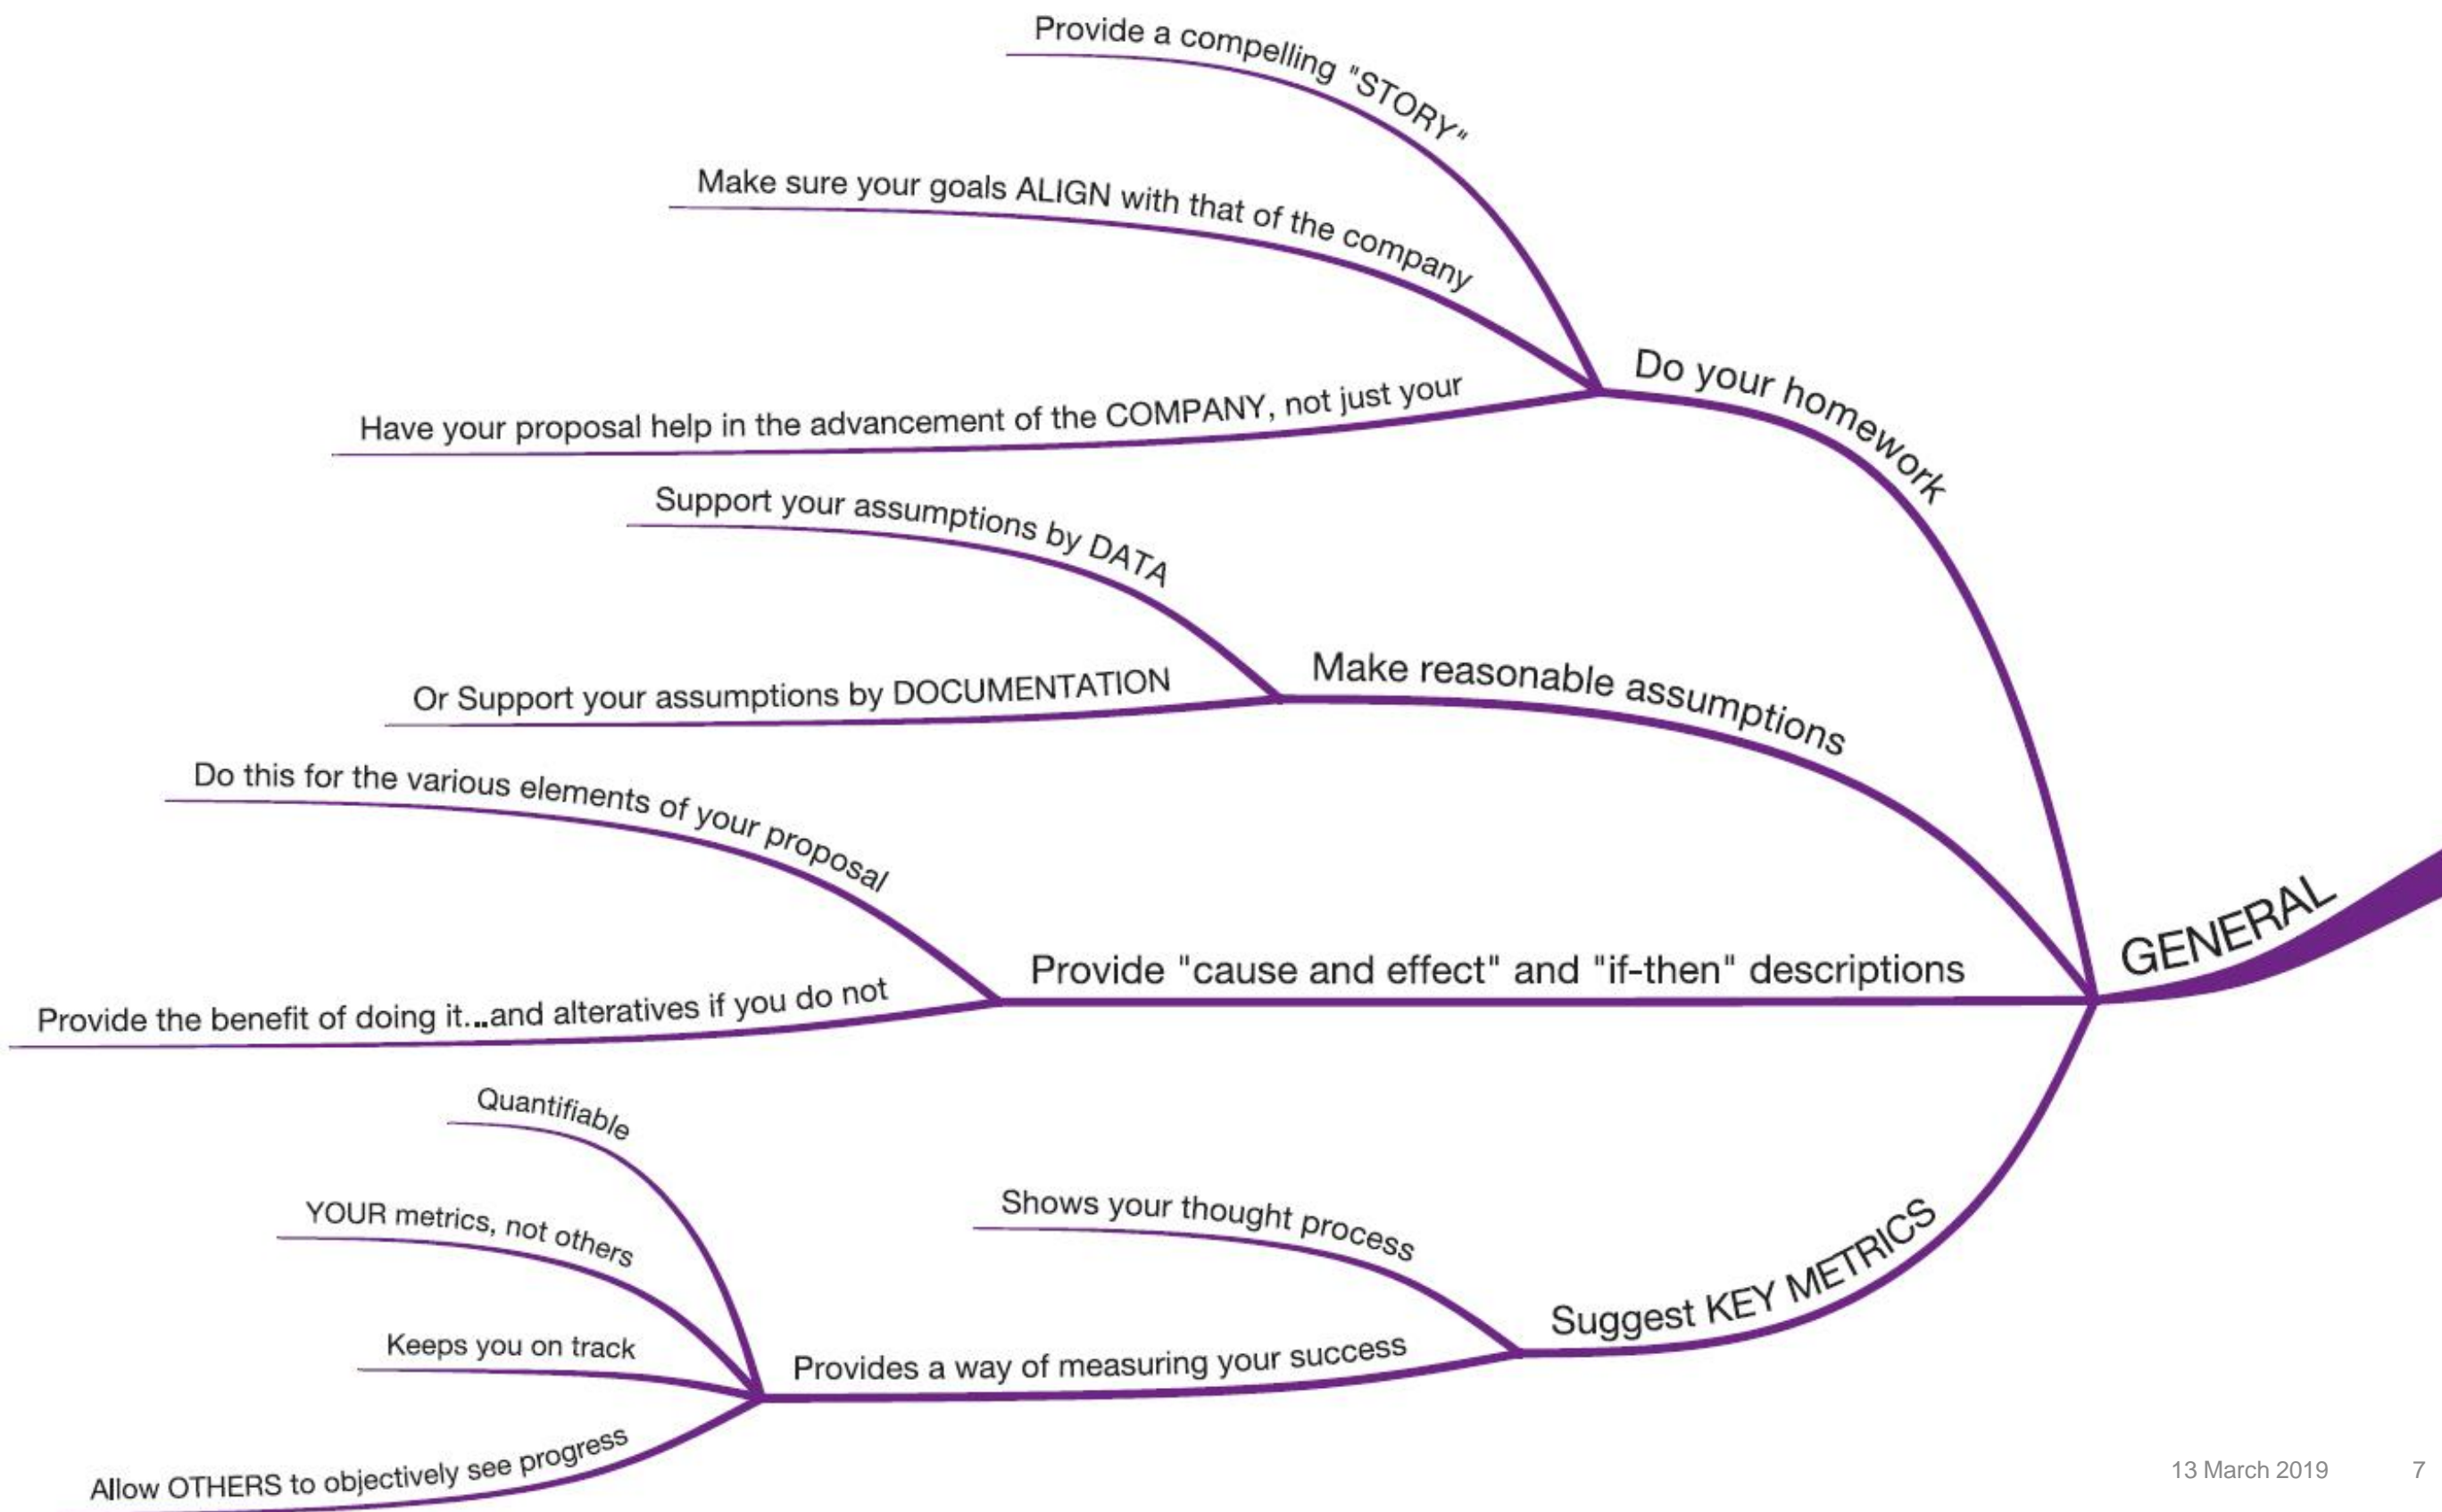 Provide a compelling "STORY"
Make sure your goals ALIGN with that of the company
Have your proposal help in the advancement of the COMPANY, not just your
Do your homework
Support your assumptions by DATA
Or Support your assumptions by DOCUMENTATION
Make reasonable assumptions
Do this for the various elements of your proposal
Provide the benefit of doing it...and alteratives if you do not
Provide "cause and effect" and "if-then" descriptions
GENERAL
Quantifiable
YOUR metrics, not others
Keeps you on track
Allow OTHERS to objectively see progress
Shows your thought process
Provides a way of measuring your success
Suggest KEY METRICS
13 March 2019
7